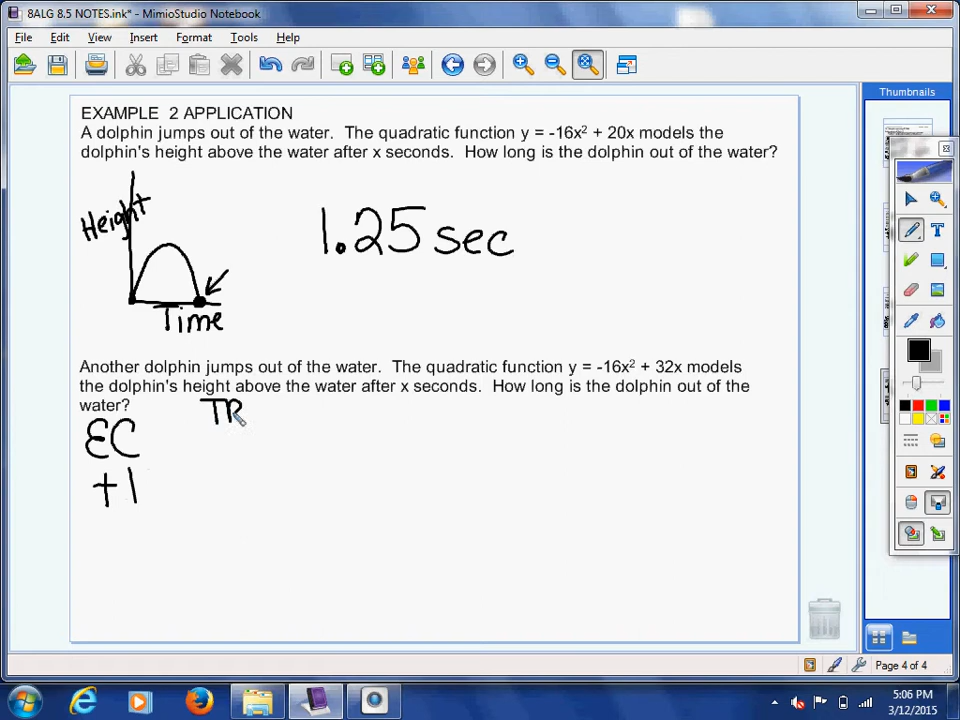 8ALG 8.5 NOTES.ink* - MimioStudio Notebook
File Edit View Insert Format Tools Help
Thumbnails
EXAMPLE 2 APPLICATION
A dolphin jumps out of the water. The quadratic function y = -16x² + 20x models the
dolphin's height above the water after x seconds. How long is the dolphin out of the water?
Height
1.25 sec
Time
Another dolphin jumps out of the water. The quadratic function y = -16x² + 32x models
the dolphin's height above the water after x seconds. How long is the dolphin out of the
water?
TR
EC
+1
T
Page 4 of 4
5:06 PM
3/12/2015